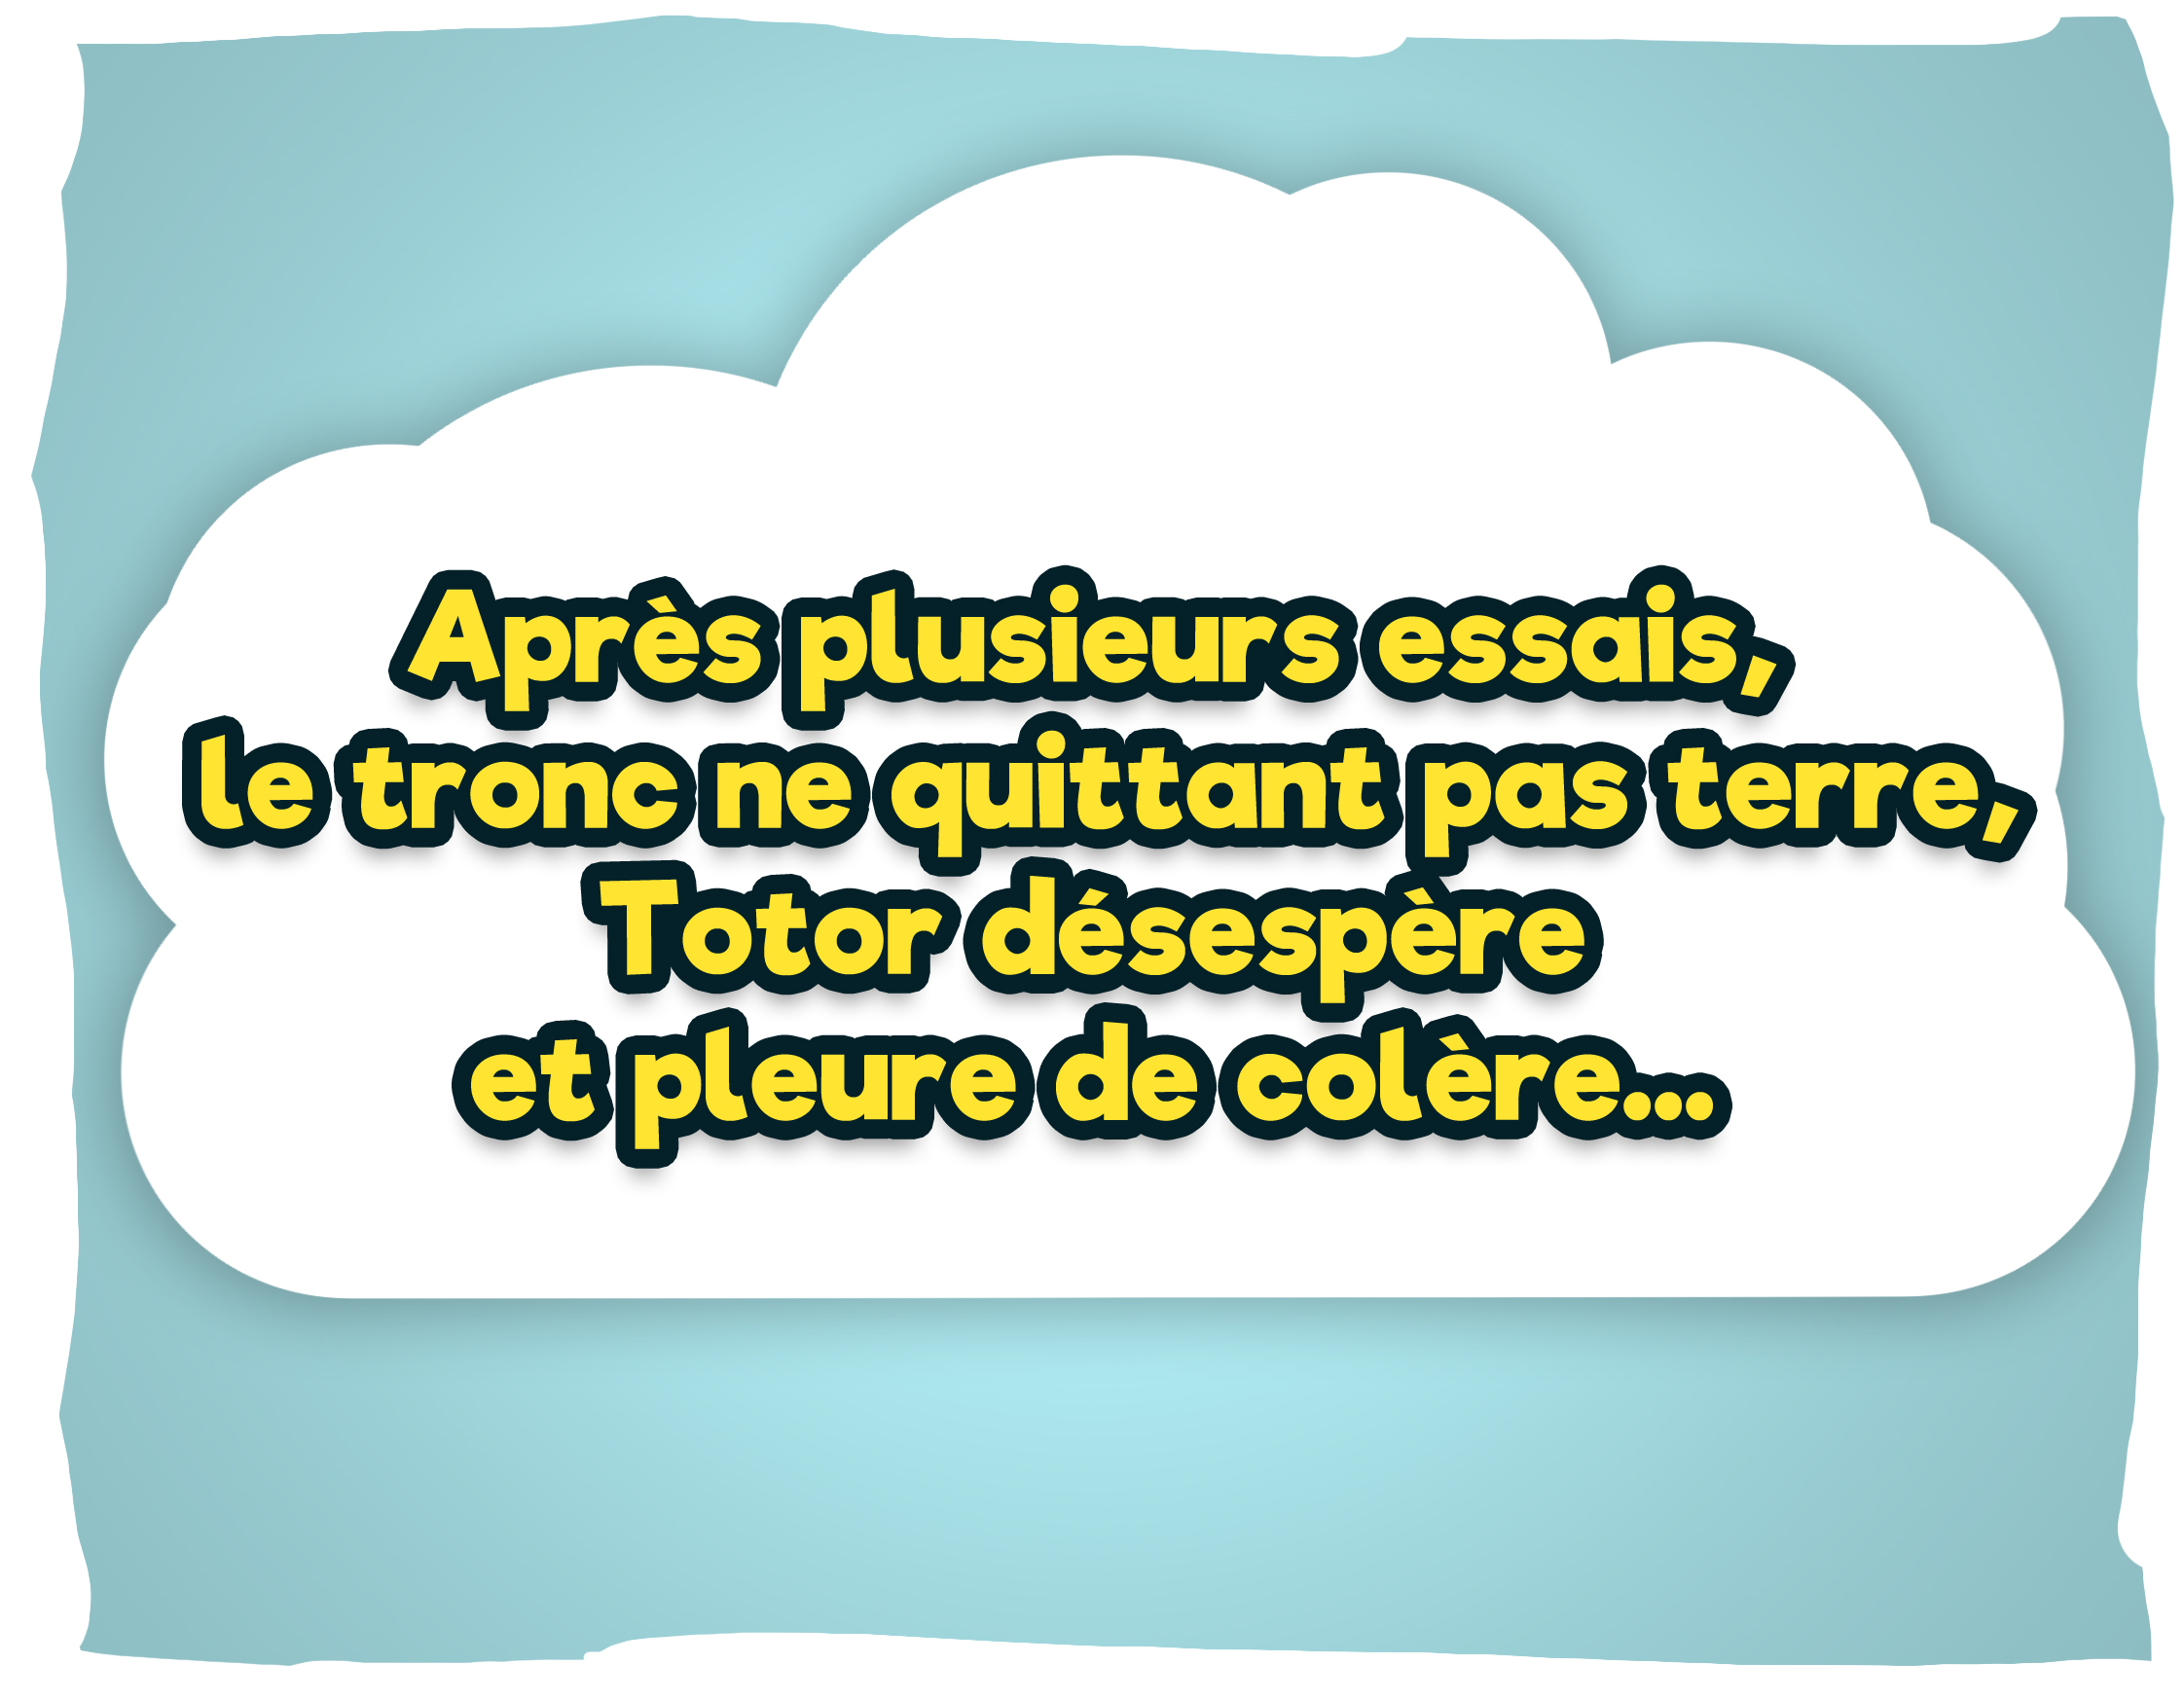 Après plusieurs essais,
le tronc ne quittant pas terre,
Totor désespère
et pleure de colère...